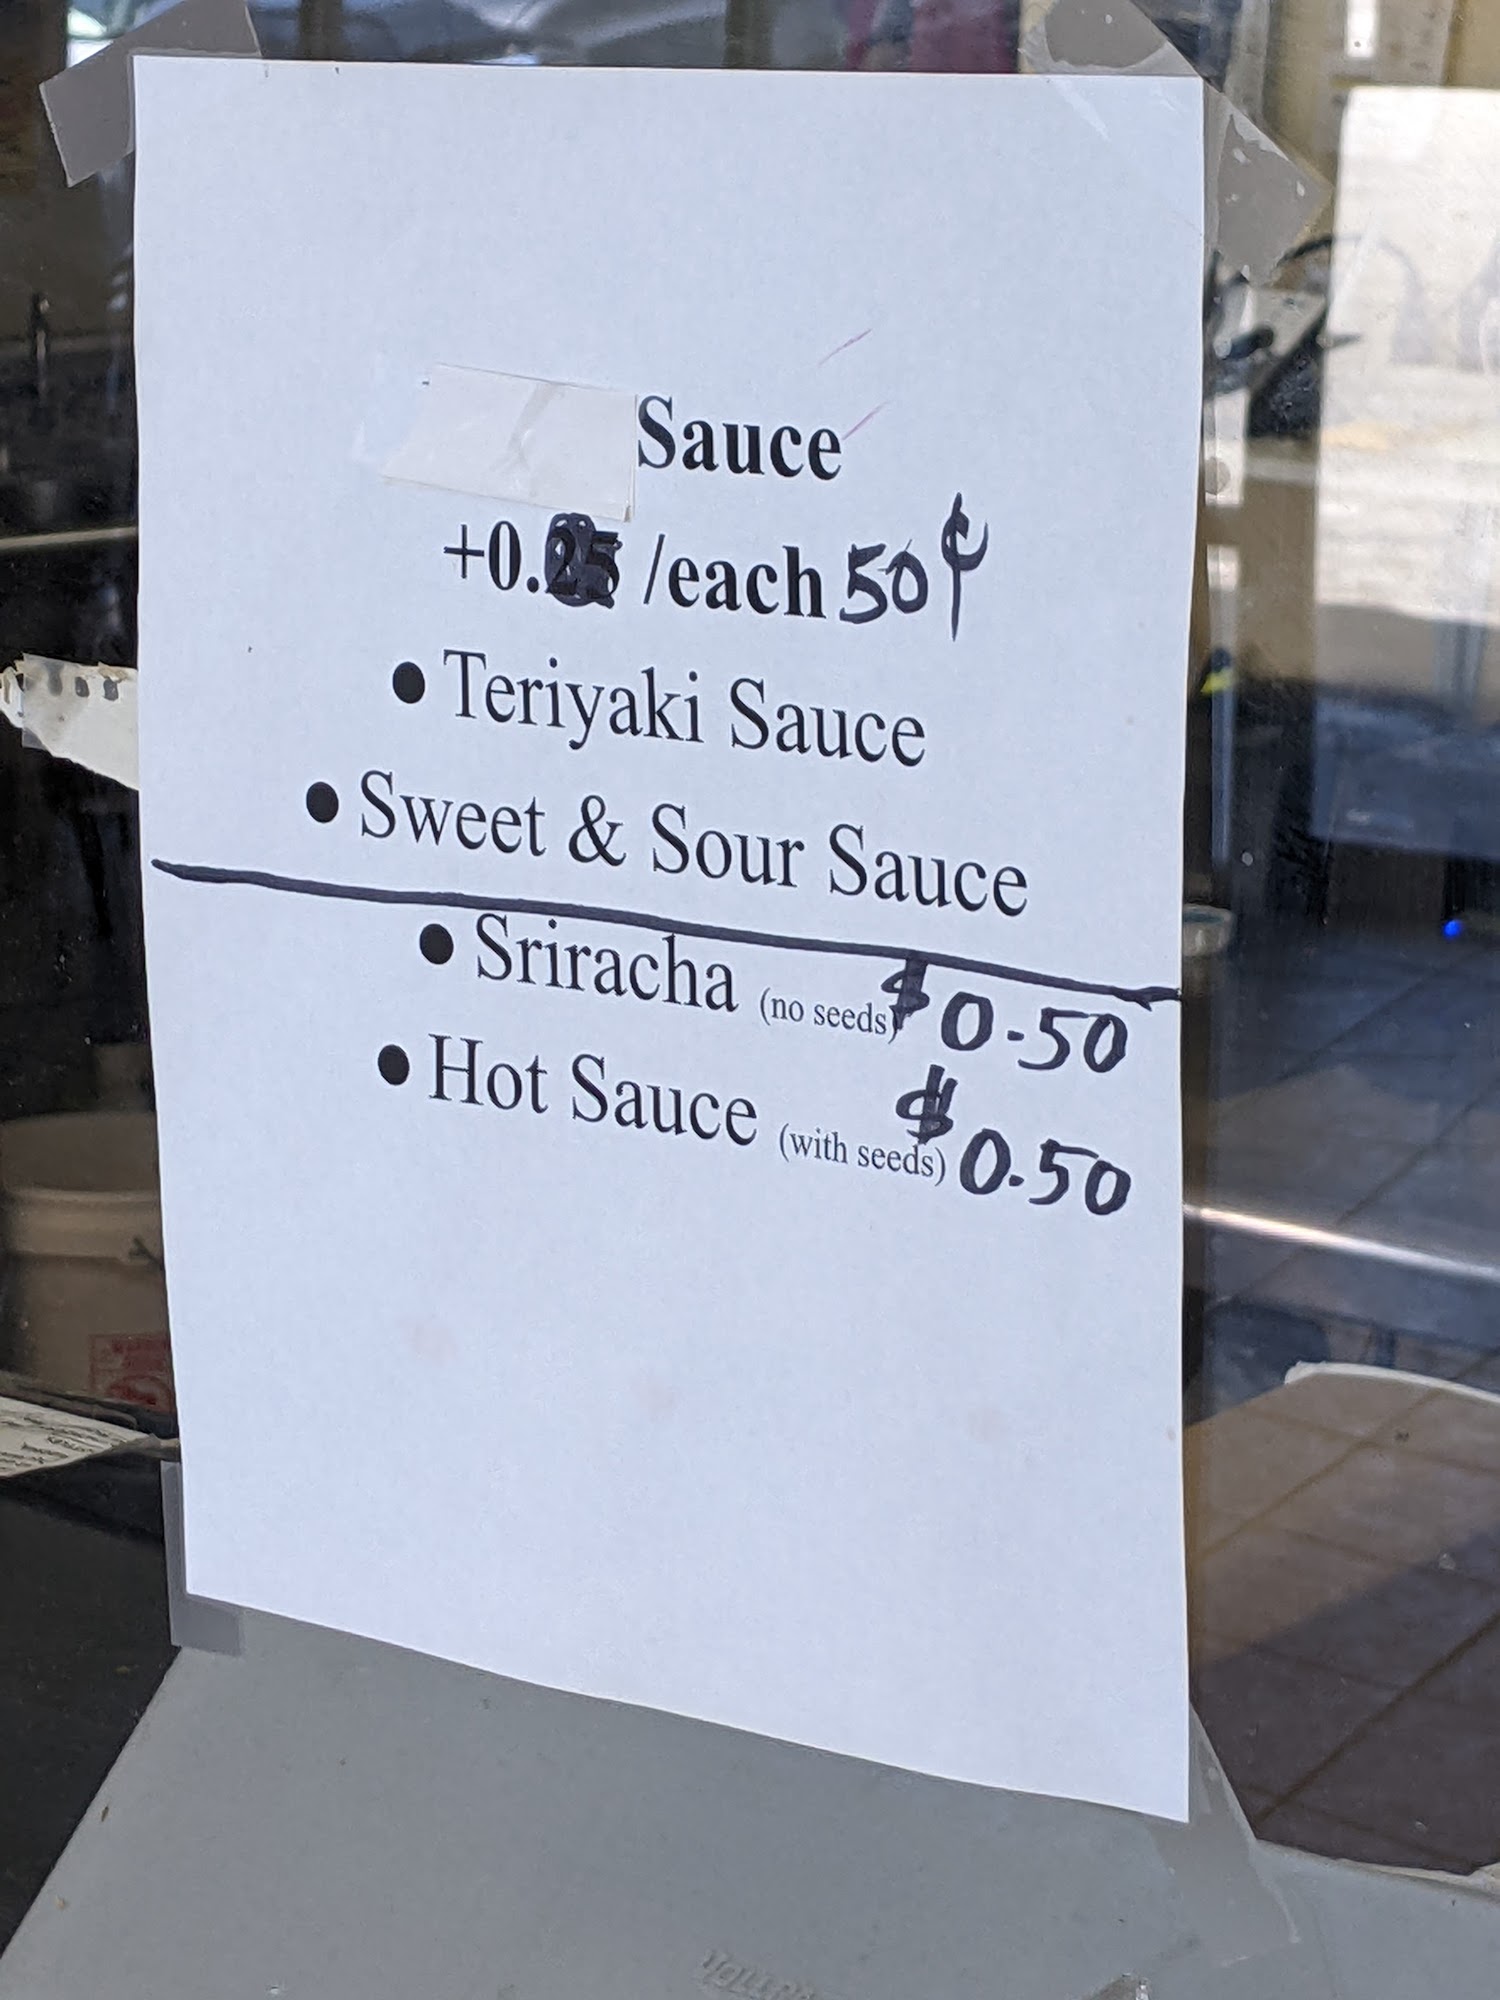 Sauce
+0.25 /each 50¢
• Teriyaki Sauce
• Sweet & Sour Sauce
• Sriracha (no seeds) $0.50
• Hot Sauce (with seeds) $0.50